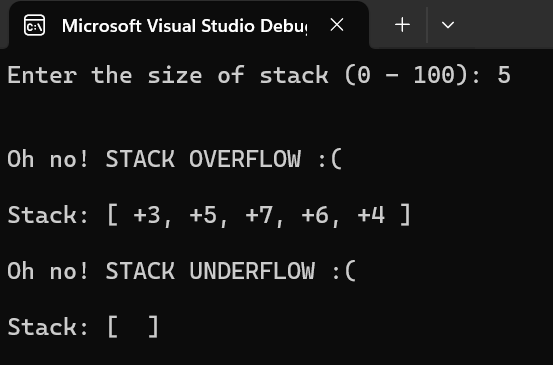 Microsoft Visual Studio Debu
Enter the size of stack (0 - 100): 5
Oh no! STACK OVERFLOW :(
Stack: [ +3, +5, +7, +6, +4 ]
Oh no! STACK UNDERFLOW :(
Stack: [  ]